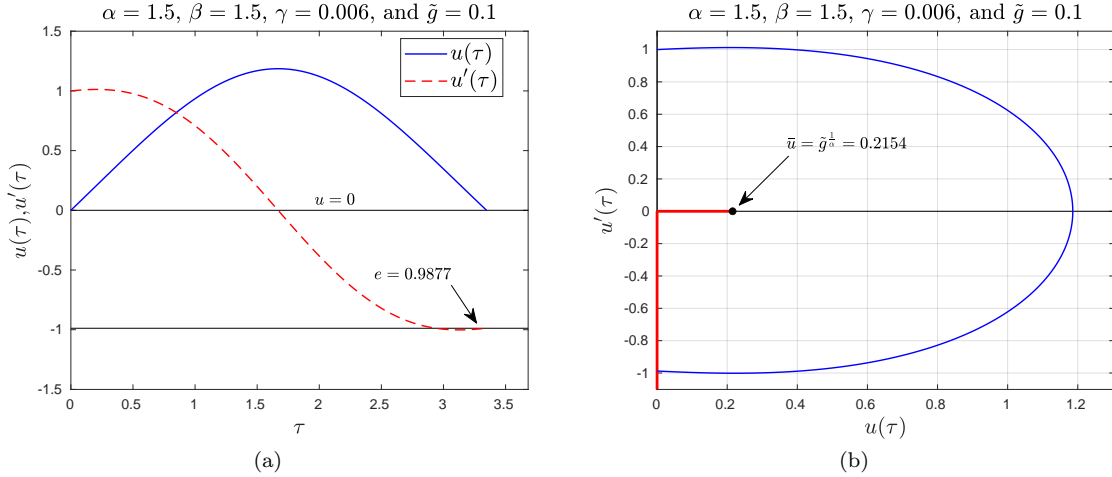 α = 1.5, β = 1.5, γ = 0.006, and g̃ = 0.1
1.5
1
0.5
0
-0.5
-1
-1.5
u(τ),u′(τ)
u(τ)
u′(τ)
u = 0
e = 0.9877
0 0.5 1 1.5 2 2.5 3 3.5
τ
(a)
α = 1.5, β = 1.5, γ = 0.006, and g̃ = 0.1
1
0.8
0.6
0.4
0.2
0
-0.2
-0.4
-0.6
-0.8
-1
u′(τ)
ū = g̃^{1/α} = 0.2154
0 0.2 0.4 0.6 0.8 1 1.2
u(τ)
(b)